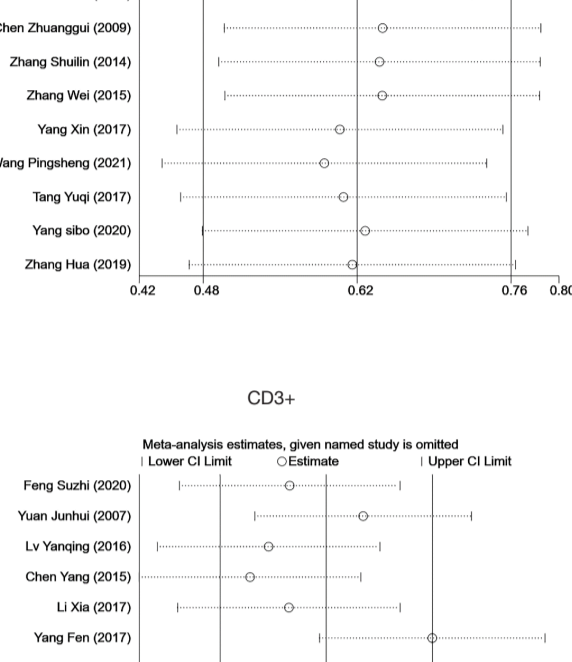 Chen Zhuanggui (2009)
Zhang Shuilin (2014)
Zhang Wei (2015)
Yang Xin (2017)
Pingsheng (2021)
Tang Yuqi (2017)
Yang sibo (2020)
Zhang Hua (2019)
0.42 0.48 0.62 0.76 0.80
CD3+
Meta-analysis estimates, given named study is omitted
Lower CI Limit Estimate Upper CI Limit
Feng Suzhi (2020)
Yuan Junhui (2007)
Lv Yanqing (2016)
Chen Yang (2015)
Li Xia (2017)
Yang Fen (2017)